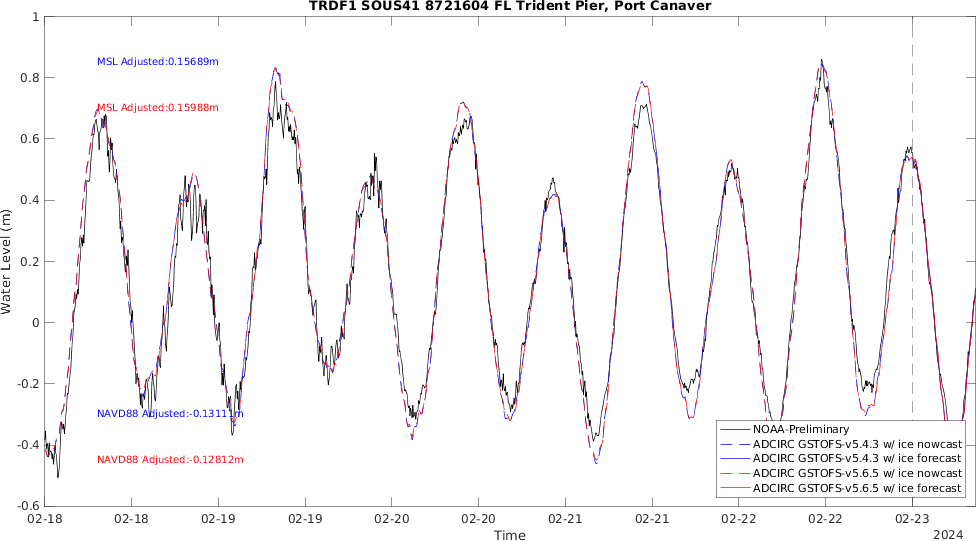 TRDF1 SOUS41 8721604 FL Trident Pier, Port Canaver
1
0.8
0.6
0.4
0.2
0
-0.2
-0.4
-0.6
Water Level (m)
MSL Adjusted:0.15689m
MSL Adjusted:0.15988m
NAVD88 Adjusted:-0.13111m
NAVD88 Adjusted:-0.12812m
NOAA-Preliminary
ADCIRC GSTOFS-v5.4.3 w/ ice nowcast
ADCIRC GSTOFS-v5.4.3 w/ ice forecast
ADCIRC GSTOFS-v5.6.5 w/ ice nowcast
ADCIRC GSTOFS-v5.6.5 w/ ice forecast
02-18 02-18 02-19 02-19 02-20 02-20 02-21 02-21 02-22 02-22 02-23
Time
2024